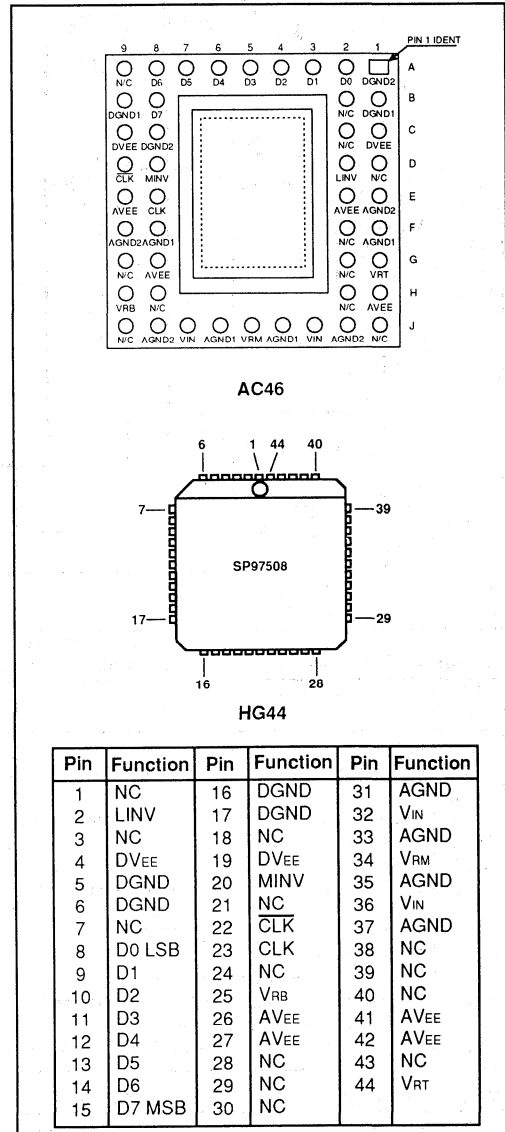 PIN 1 IDENT
9 8 7 6 5 4 3 2 1
A
N/C D6 D5 D4 D3 D2 D1 D0 DGND2
B
DGND1 D7 N/C DGND1
C
DVEE DGND2 N/C DVEE
D
CLK MINV LINV N/C
E
AVEE CLK AVEE AGND2
F
AGND2 AGND1 N/C AGND1
G
N/C AVEE N/C VRT
H
VRB N/C N/C AVEE
J
N/C AGND2 VIN AGND1 VRM AGND1 VIN AGND2 N/C
AC46
6 1 44 40
7 39
SP97508
17 29
16 28
HG44
Pin Function Pin Function Pin Function
1 NC 16 DGND 31 AGND
2 LINV 17 DGND 32 VIN
3 NC 18 NC 33 AGND
4 DVEE 19 DVEE 34 VRM
5 DGND 20 MINV 35 AGND
6 DGND 21 NC 36 VIN
7 NC 22 CLK 37 AGND
8 D0 LSB 23 CLK 38 NC
9 D1 24 NC 39 NC
10 D2 25 VRB 40 NC
11 D3 26 AVEE 41 AVEE
12 D4 27 AVEE 42 AVEE
13 D5 28 NC 43 NC
14 D6 29 NC 44 VRT
15 D7 MSB 30 NC